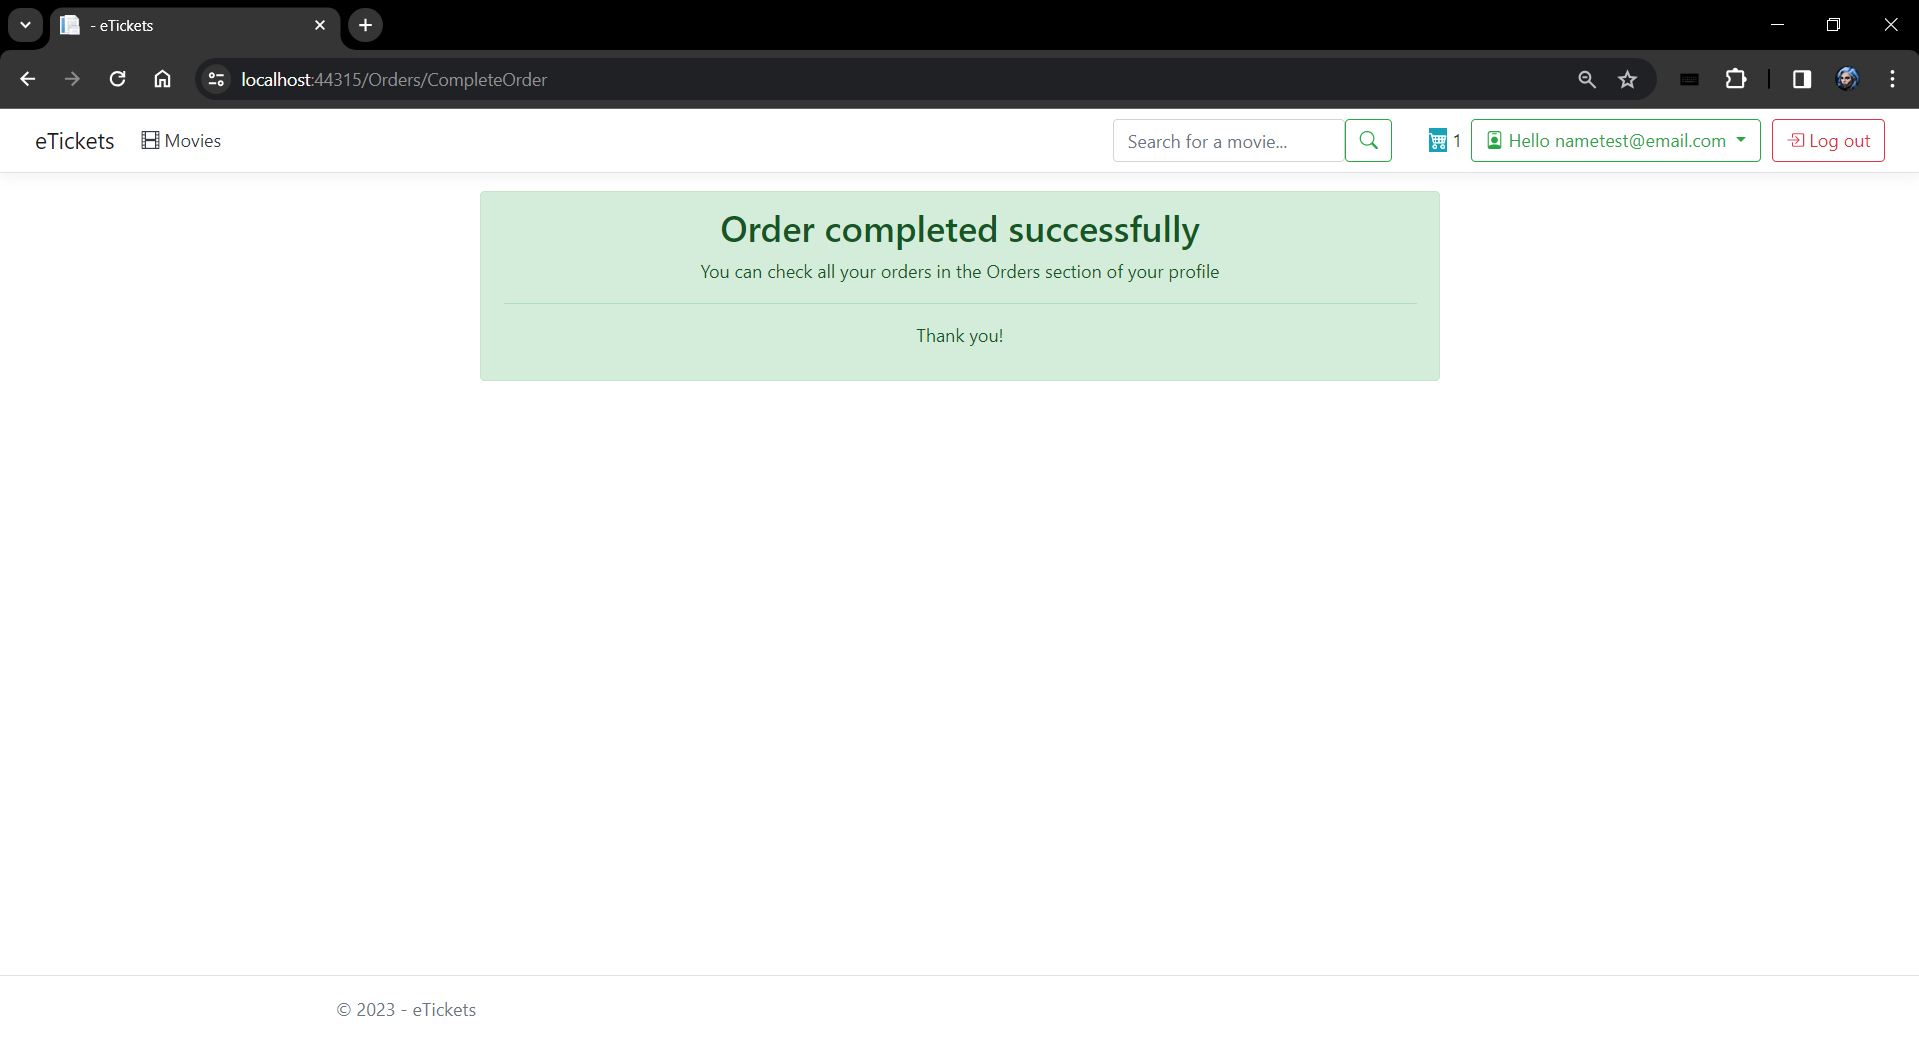 - eTickets
localhost:44315/Orders/CompleteOrder
eTickets Movies Search for a movie... 1 Hello nametest@email.com Log out
Order completed successfully
You can check all your orders in the Orders section of your profile
Thank you!
© 2023 - eTickets